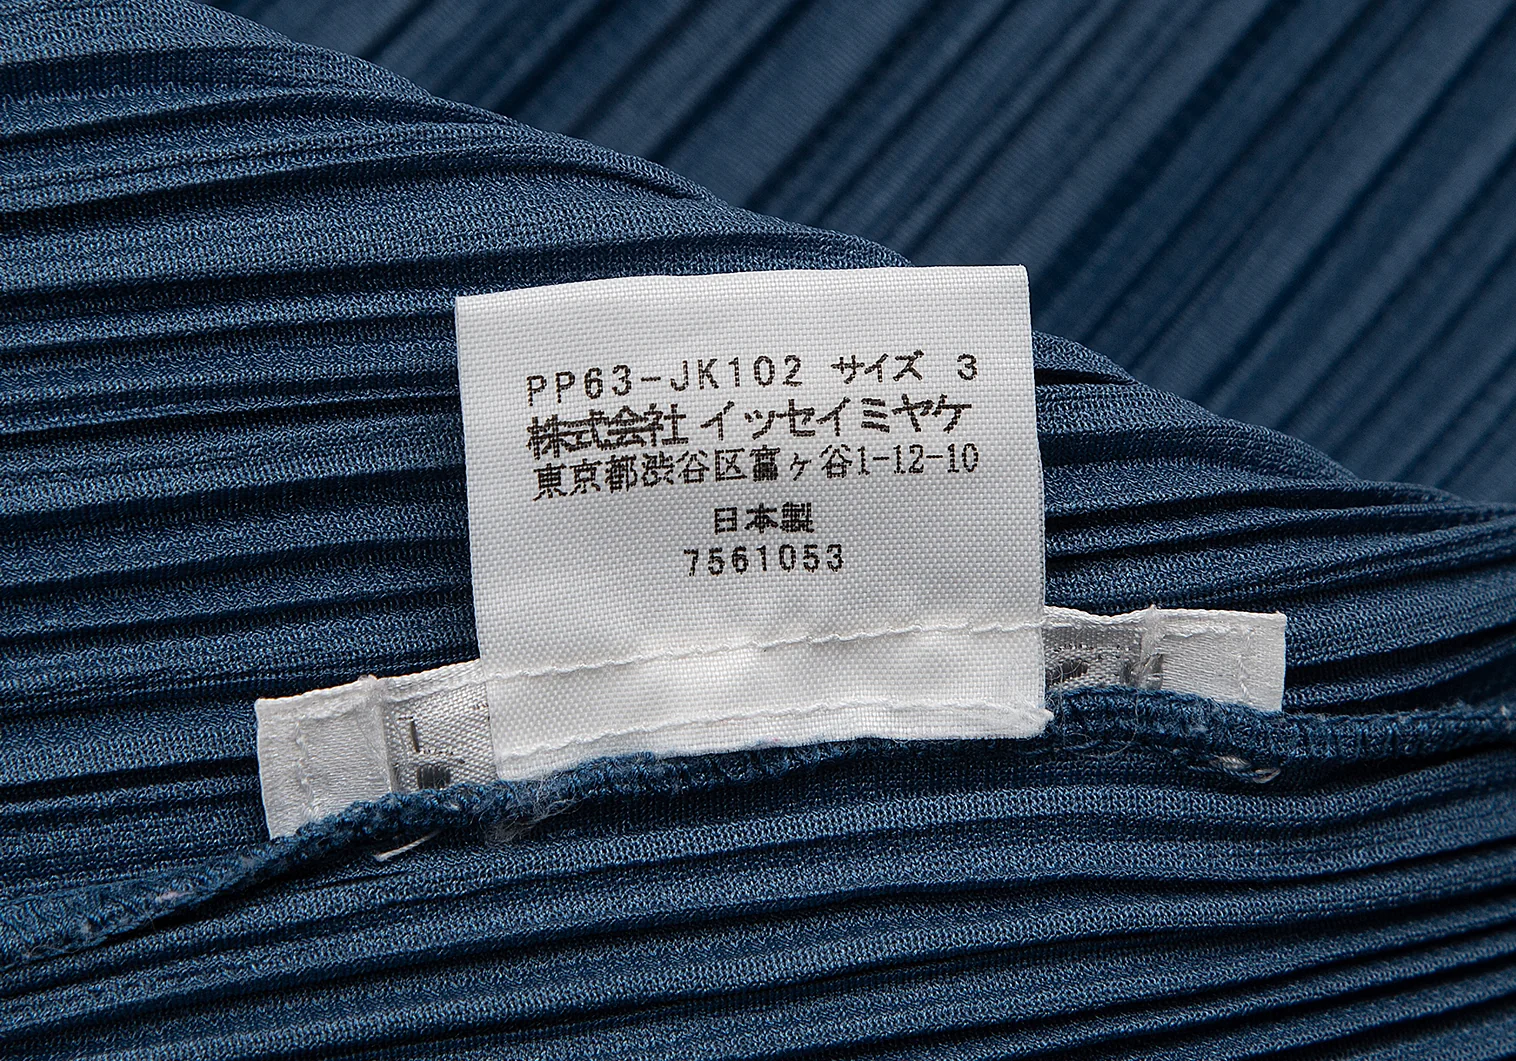 PP63-JK102 サイズ 3
株式会社 イッセイミヤケ
東京都渋谷区富ヶ谷1-12-10
日本製
7561053